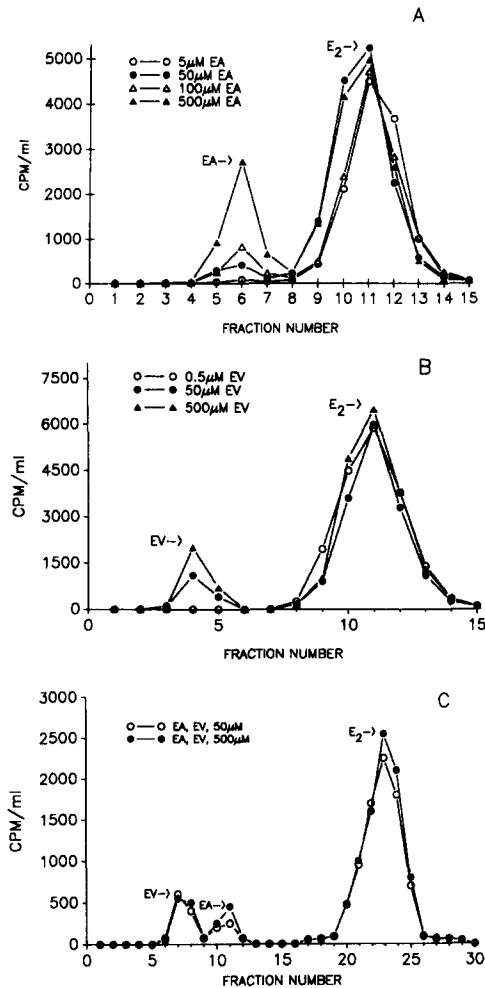 A
5μM EA
50μM EA
100μM EA
500μM EA
E2->
EA->
CPM/ml
5000
4000
3000
2000
1000
0
0 1 2 3 4 5 6 7 8 9 10 11 12 13 14 15
FRACTION NUMBER
B
0.5μM EV
50μM EV
500μM EV
E2->
EV->
CPM/ml
7500
6000
4500
3000
1500
0
0 5 10 15
FRACTION NUMBER
C
EA, EV, 50μM
EA, EV, 500μM
E2->
EV->
EA->
CPM/ml
3000
2500
2000
1500
1000
500
0
0 5 10 15 20 25 30
FRACTION NUMBER